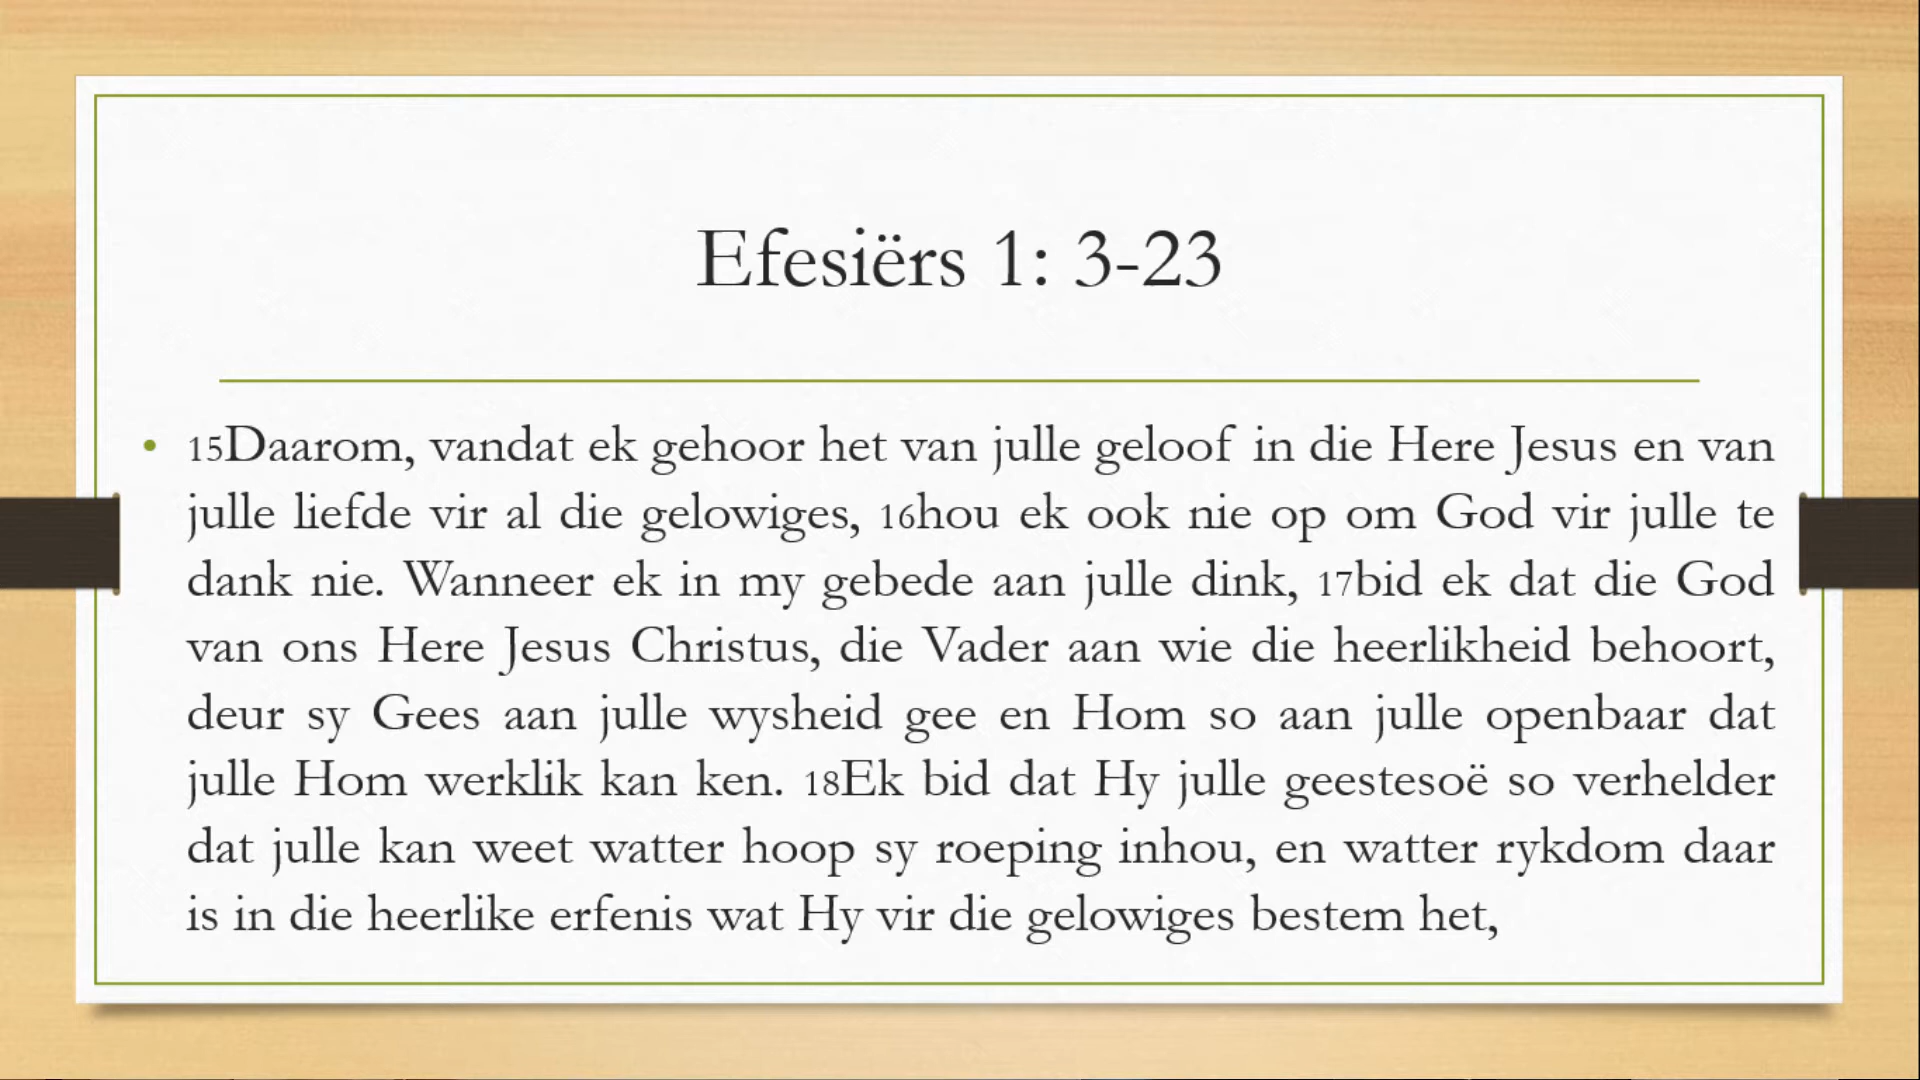 Efesiërs 1: 3-23
• 15Daarom, vandat ek gehoor het van julle geloof in die Here Jesus en van
julle liefde vir al die gelowiges, 16hou ek ook nie op om God vir julle te
dank nie. Wanneer ek in my gebede aan julle dink, 17bid ek dat die God
van ons Here Jesus Christus, die Vader aan wie die heerlikheid behoort,
deur sy Gees aan julle wysheid gee en Hom so aan julle openbaar dat
julle Hom werklik kan ken. 18Ek bid dat Hy julle geestesoë so verhelder
dat julle kan weet watter hoop sy roeping inhou, en watter rykdom daar
is in die heerlike erfenis wat Hy vir die gelowiges bestem het,